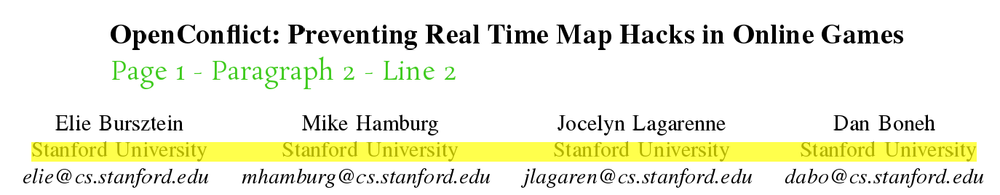 OpenConflict: Preventing Real Time Map Hacks in Online Games
Page 1 - Paragraph 2 - Line 2
Elie Bursztein Mike Hamburg Jocelyn Lagarenne Dan Boneh
Stanford University Stanford University Stanford University Stanford University
elie@cs.stanford.edu mhamburg@cs.stanford.edu jlagaren@cs.stanford.edu dabo@cs.stanford.edu